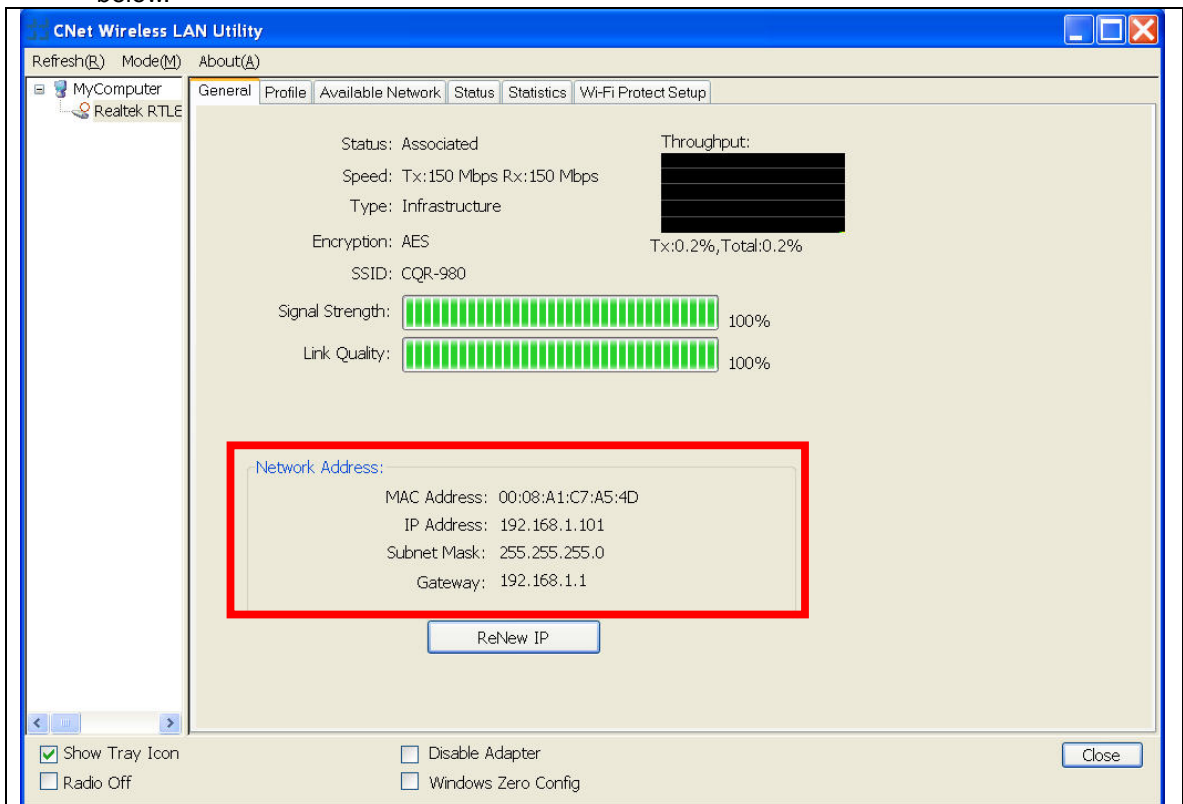 below.
CNet Wireless LAN Utility
Refresh(R) Mode(M) About(A)
MyComputer
Realtek RTL8
General Profile Available Network Status Statistics Wi-Fi Protect Setup
Status: Associated
Throughput:
Speed: Tx:150 Mbps Rx:150 Mbps
Type: Infrastructure
Encryption: AES
Tx:0.2%,Total:0.2%
SSID: CQR-980
Signal Strength: 100%
Link Quality: 100%
Network Address:
MAC Address: 00:08:A1:C7:A5:4D
IP Address: 192.168.1.101
Subnet Mask: 255.255.255.0
Gateway: 192.168.1.1
ReNew IP
Show Tray Icon
Disable Adapter
Close
Radio Off
Windows Zero Config